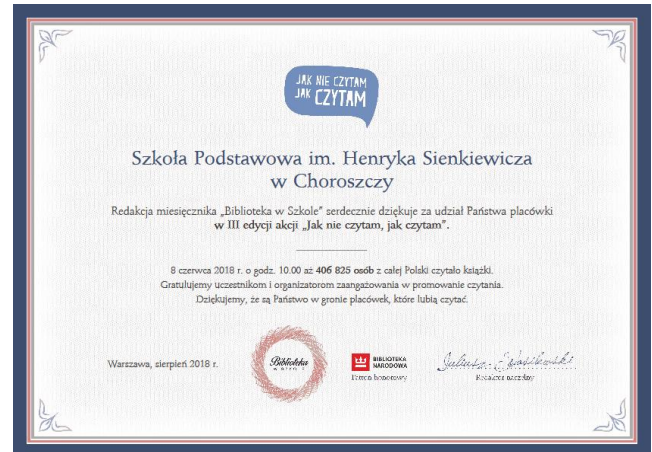 JAK NIE CZYTAM
JAK CZYTAM
Szkoła Podstawowa im. Henryka Sienkiewicza
w Choroszczy
Redakcja miesięcznika „Biblioteka w Szkole” serdecznie dziękuje za udział Państwa placówki
w III edycji akcji „Jak nie czytam, jak czytam”.
8 czerwca 2018 r. o godz. 10.00 aż 406 825 osób z całej Polski czytało książki.
Gratulujemy uczestnikom i organizatorom zaangażowania w promowanie czytania.
Dziękujemy, że są Państwo w gronie placówek, które lubią czytać.
Warszawa, sierpień 2018 r.
Biblioteka
BIBLIOTEKA
NARODOWA
Patron honorowy
Juliusz Wasilewski
Redaktor naczelny